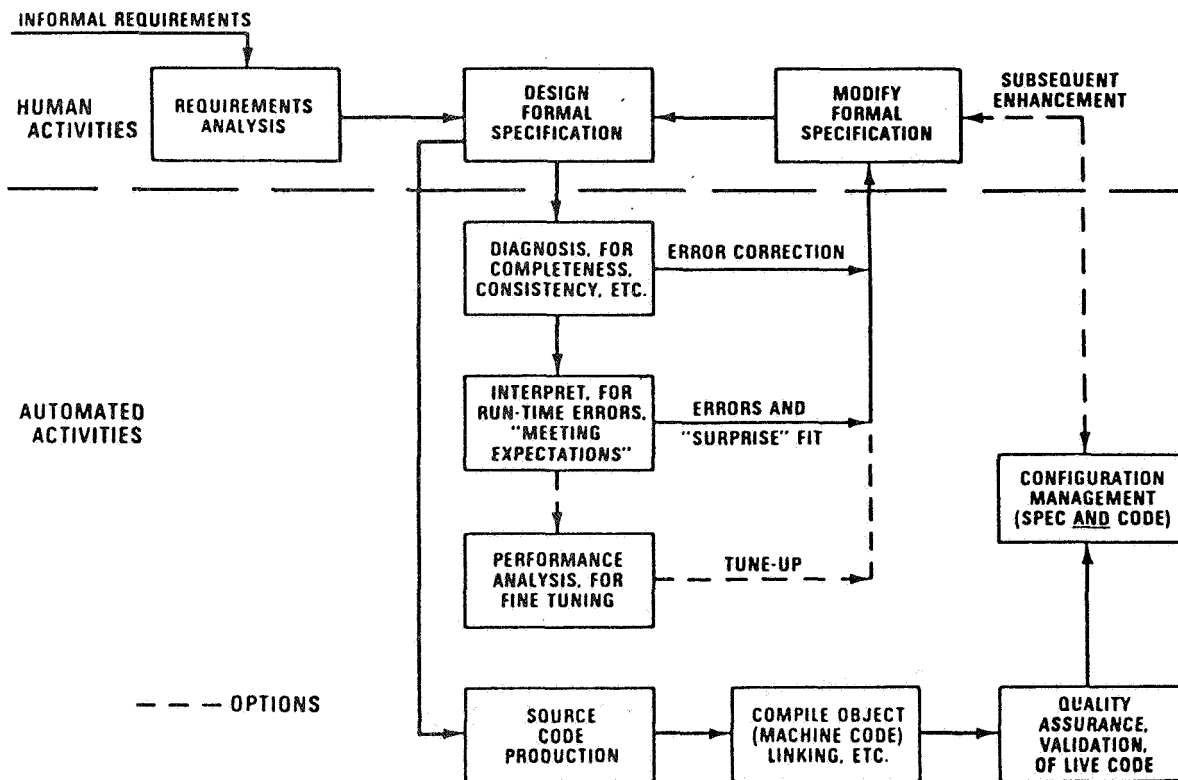 INFORMAL REQUIREMENTS
HUMAN
ACTIVITIES
REQUIREMENTS
ANALYSIS
DESIGN
FORMAL
SPECIFICATION
MODIFY
FORMAL
SPECIFICATION
SUBSEQUENT
ENHANCEMENT
DIAGNOSIS, FOR
COMPLETENESS,
CONSISTENCY, ETC.
ERROR CORRECTION
AUTOMATED
ACTIVITIES
INTERPRET, FOR
RUN-TIME ERRORS,
"MEETING
EXPECTATIONS"
ERRORS AND
"SURPRISE" FIT
CONFIGURATION
MANAGEMENT
(SPEC AND CODE)
PERFORMANCE
ANALYSIS, FOR
FINE TUNING
TUNE-UP
OPTIONS
SOURCE
CODE
PRODUCTION
COMPILE OBJECT
(MACHINE CODE)
LINKING, ETC.
QUALITY
ASSURANCE,
VALIDATION,
OF LIVE CODE